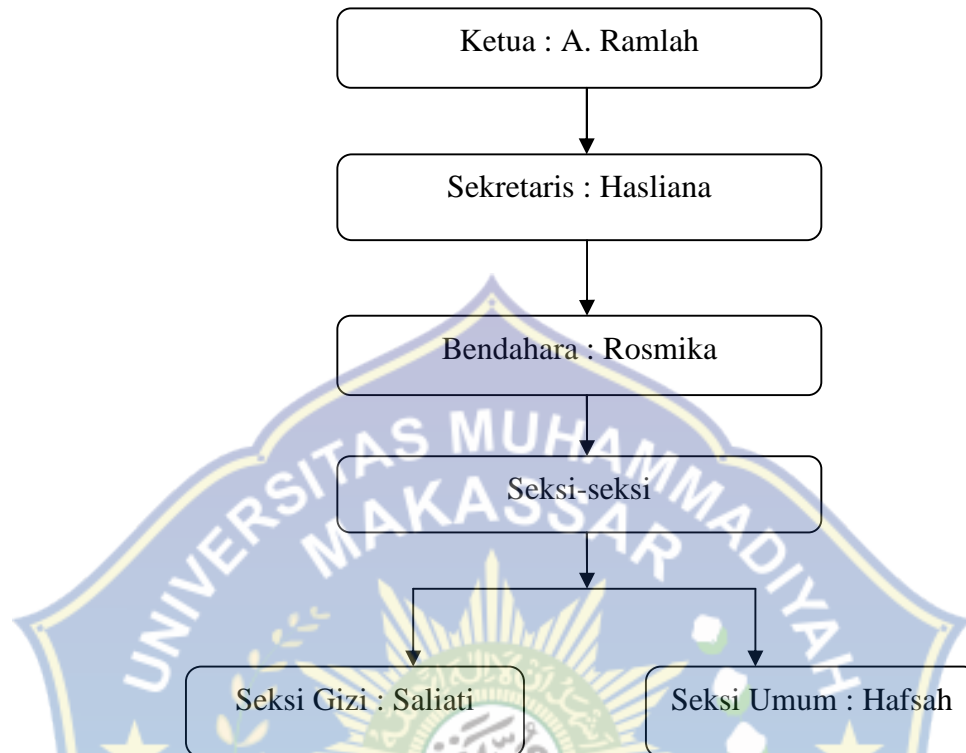 Ketua : A. Ramlah
Sekretaris : Hasliana
Bendahara : Rosmika
UNIVERSITAS MUHAMMADIYAH
MAKASSAR
Seksi-seksi
Seksi Gizi : Saliati
Seksi Umum : Hafsah